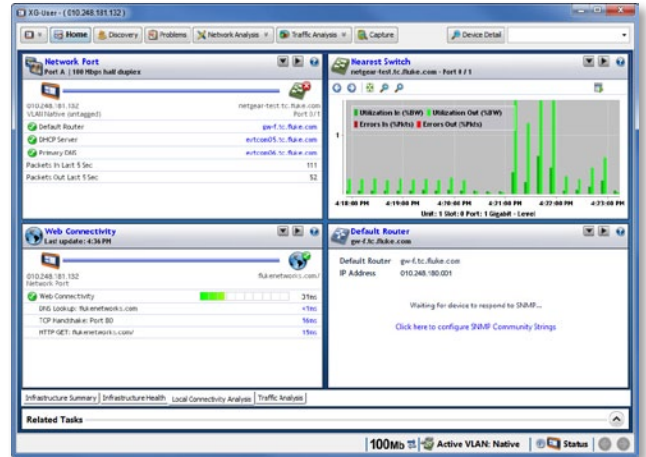 XG-User - ( 010.248.181.132 )
Home Discovery Problems Network Analysis Traffic Analysis Capture Device Detail
Network Port
Port A | 100 Mbps half duplex
010.248.181.132 netgear-test.tc.fluke.com
VLAN Native (untagged) Port 0/1
Default Router gw-f.tc.fluke.com
DHCP Server evtcon05.tc.fluke.com
Primary DNS evtcon06.tc.fluke.com
Packets In Last 5 Sec 111
Packets Out Last 5 Sec 52
Nearest Switch
netgear-test.tc.fluke.com - Port 0 / 1
Utilization In (%BW) Utilization Out (%BW)
Errors In (%Pkts) Errors Out (%Pkts)
1
4:18:00 PM 4:19:00 PM 4:20:00 PM 4:21:00 PM 4:22:00 PM 4:23:00 PM
Unit: 1 Slot: 0 Port: 1 Gigabit - Level
Web Connectivity
Last update: 4:36 PM
010.248.181.132 flukenetworks.com/
Network Port
Web Connectivity 31ms
DNS Lookup: flukenetworks.com <1ms
TCP Handshake: Port 80 16ms
HTTP GET: flukenetworks.com/ 15ms
Default Router
gw-f.tc.fluke.com
Default Router gw-f.tc.fluke.com
IP Address 010.248.180.001
Waiting for device to respond to SNMP...
Click here to configure SNMP Community Strings
Infrastructure Summary Infrastructure Health Local Connectivity Analysis Traffic Analysis
Related Tasks
100Mb Active VLAN: Native Status